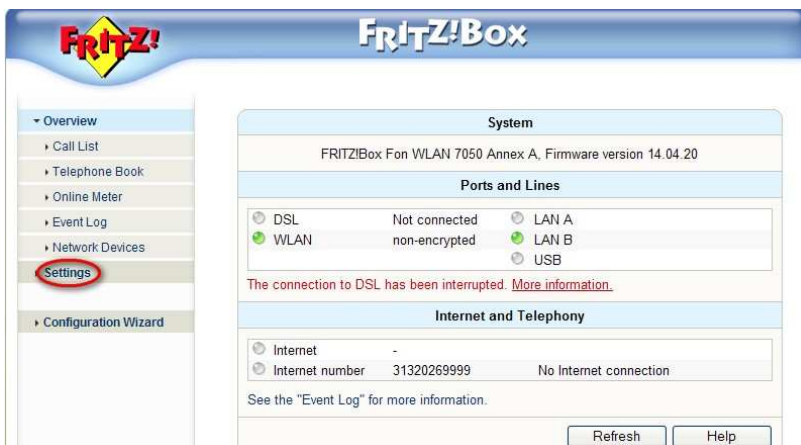 FRITZ!
FRITZ!Box
Overview
Call List
Telephone Book
Online Meter
Event Log
Network Devices
Settings
Configuration Wizard
System
FRITZ!Box Fon WLAN 7050 Annex A, Firmware version 14.04.20
Ports and Lines
DSL Not connected LAN A
WLAN non-encrypted LAN B
USB
The connection to DSL has been interrupted. More information.
Internet and Telephony
Internet -
Internet number 31320269999 No Internet connection
See the "Event Log" for more information.
Refresh Help